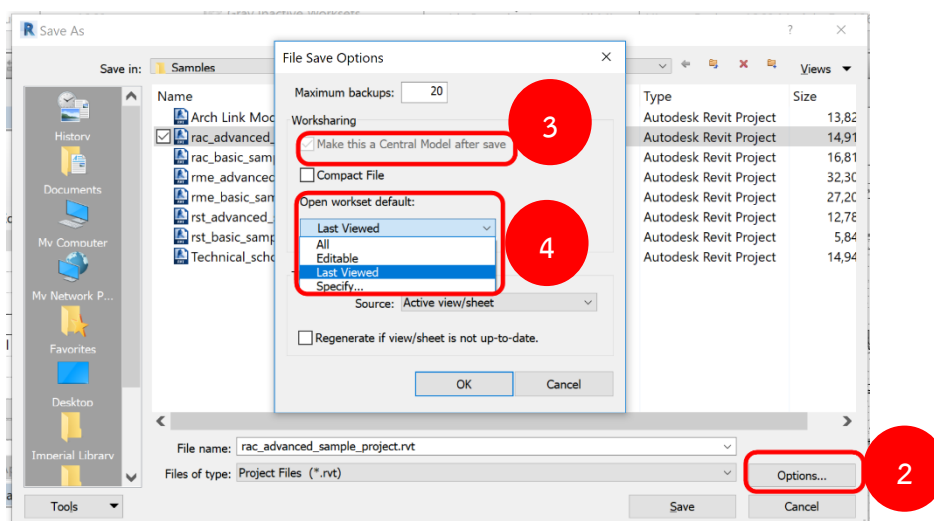 Gray Inactive Worksets
Save As
?
Save in:
Samples
Views
History
Documents
My Computer
My Network P...
Favorites
Desktop
Imperial Library
Name
Type
Size
Arch Link Mod
Autodesk Revit Project
13,82
rac_advanced_
Autodesk Revit Project
14,91
rac_basic_sam
Autodesk Revit Project
16,81
rme_advanced
Autodesk Revit Project
32,30
rme_basic_sam
Autodesk Revit Project
27,20
rst_advanced_
Autodesk Revit Project
12,78
rst_basic_samp
Autodesk Revit Project
5,84
Technical_scho
Autodesk Revit Project
14,94
File Save Options
Maximum backups: 20
Worksharing
Make this a Central Model after save
3
Compact File
Open workset default:
Last Viewed
All
Editable
Last Viewed
Specify...
4
Source: Active view/sheet
Regenerate if view/sheet is not up-to-date.
OK
Cancel
File name: rac_advanced_sample_project.rvt
Files of type: Project Files (*.rvt)
Options...
2
Tools
Save
Cancel